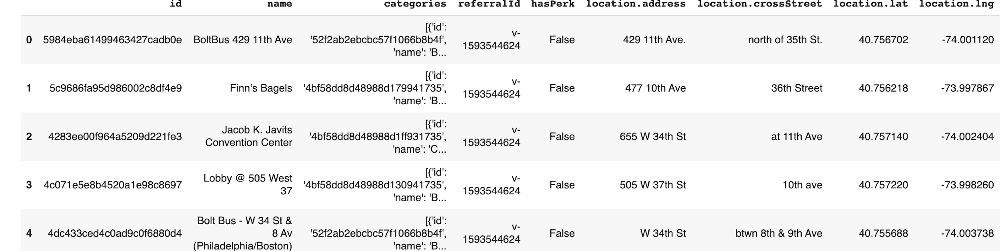 id name categories referralId hasPerk location.address location.crossStreet location.lat location.lng
[{'id':
0 5984eba61499463427cadb0e BoltBus 429 11th Ave '52f2ab2ebcbc57f1066b8b4f', v- False 429 11th Ave. north of 35th St. 40.756702 -74.001120
1593544624
'name': 'B...
[{'id':
1 5c9686fa95d986002c8df4e9 Finn’s Bagels '4bf58dd8d48988d179941735', v- False 477 10th Ave 36th Street 40.756218 -73.997867
1593544624
'name': 'B...
[{'id':
Jacob K. Javits v-
2 4283ee00f964a5209d221fe3 '4bf58dd8d48988d1ff931735', False 655 W 34th St at 11th Ave 40.757140 -74.002404
Convention Center 1593544624
'name': 'C...
[{'id':
Lobby @ 505 West v-
3 4c071e5e8b4520a1e98c8697 '4bf58dd8d48988d130941735', False 505 W 37th St 10th ave 40.757220 -73.998260
37 1593544624
'name': 'B...
Bolt Bus - W 34 St & [{'id':
v-
4 4dc433ced4c0ad9c0f6880d4 8 Av '52f2ab2ebcbc57f1066b8b4f', False W 34th St btwn 8th & 9th Ave 40.755688 -74.003738
1593544624
(Philadelphia/Boston) 'name': 'B...